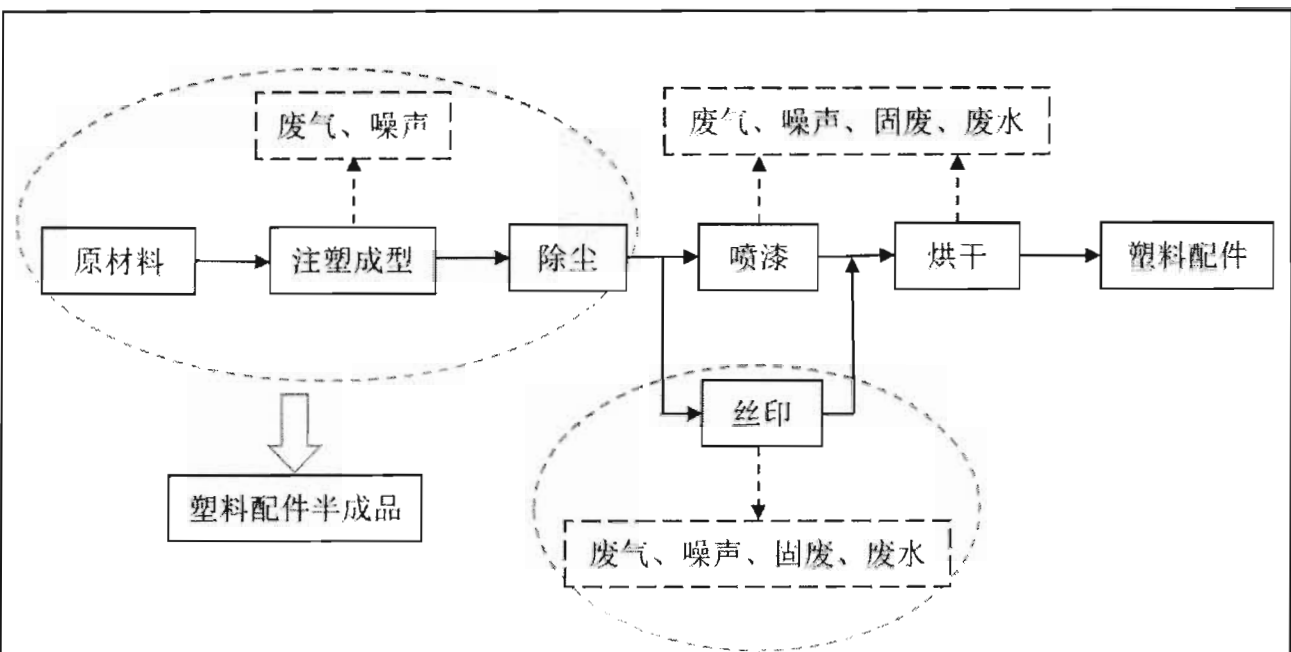 废气、噪声
废气、噪声、固废、废水
原材料
注塑成型
除尘
喷漆
烘干
塑料配件
丝印
塑料配件半成品
废气、噪声、固废、废水